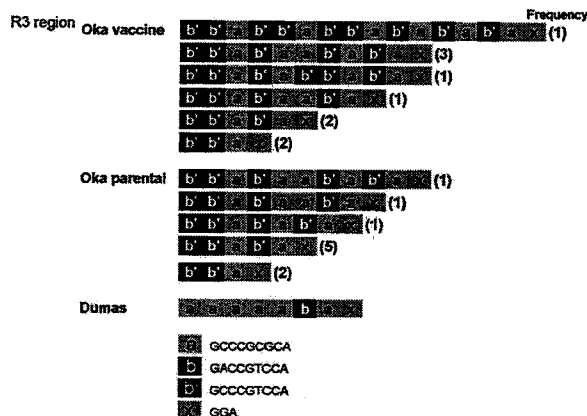 Frequency
R3 region Oka vaccine b' b' a b' b' a b' b' a b' a b' a b' a x (1)
b' b' a b' a a b' a b' a x (3)
b' b' a b' a b' b' a b' a x (1)
b' b' a b' a a b' a x (1)
b' b' a b' a x (2)
b' b' a x (2)
Oka parental b' b' a b' a a b' a b' a x (1)
b' b' a b' a a b' a x (1)
b' b' a b' a b' a x (1)
b' b' a b' a x (5)
b' b' a x (2)
Dumas a a a a a b a x
a GCCCGCGCA
b GACCGTCCA
b' GCCCGTCCA
x GGA